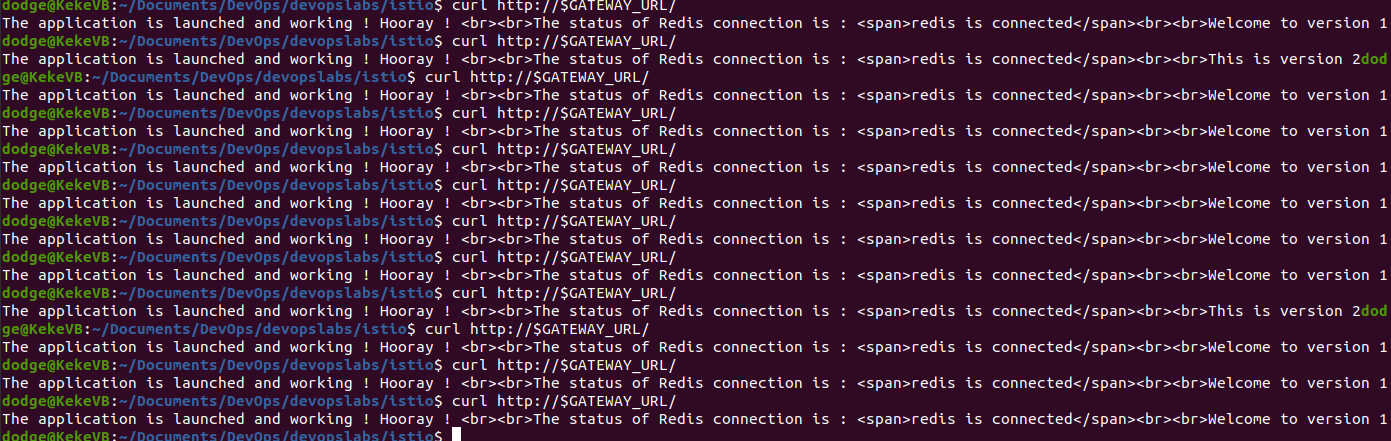 dodge@KekeVB:~/Documents/DevOps/devopslabs/istio$ curl http://$GATEWAY_URL/
The application is launched and working ! Hooray ! <br><br>The status of Redis connection is : <span>redis is connected</span><br><br>Welcome to version 1
dodge@KekeVB:~/Documents/DevOps/devopslabs/istio$ curl http://$GATEWAY_URL/
The application is launched and working ! Hooray ! <br><br>The status of Redis connection is : <span>redis is connected</span><br><br>This is version 2dod
ge@KekeVB:~/Documents/DevOps/devopslabs/istio$ curl http://$GATEWAY_URL/
The application is launched and working ! Hooray ! <br><br>The status of Redis connection is : <span>redis is connected</span><br><br>Welcome to version 1
dodge@KekeVB:~/Documents/DevOps/devopslabs/istio$ curl http://$GATEWAY_URL/
The application is launched and working ! Hooray ! <br><br>The status of Redis connection is : <span>redis is connected</span><br><br>Welcome to version 1
dodge@KekeVB:~/Documents/DevOps/devopslabs/istio$ curl http://$GATEWAY_URL/
The application is launched and working ! Hooray ! <br><br>The status of Redis connection is : <span>redis is connected</span><br><br>Welcome to version 1
dodge@KekeVB:~/Documents/DevOps/devopslabs/istio$ curl http://$GATEWAY_URL/
The application is launched and working ! Hooray ! <br><br>The status of Redis connection is : <span>redis is connected</span><br><br>Welcome to version 1
dodge@KekeVB:~/Documents/DevOps/devopslabs/istio$ curl http://$GATEWAY_URL/
The application is launched and working ! Hooray ! <br><br>The status of Redis connection is : <span>redis is connected</span><br><br>Welcome to version 1
dodge@KekeVB:~/Documents/DevOps/devopslabs/istio$ curl http://$GATEWAY_URL/
The application is launched and working ! Hooray ! <br><br>The status of Redis connection is : <span>redis is connected</span><br><br>Welcome to version 1
dodge@KekeVB:~/Documents/DevOps/devopslabs/istio$ curl http://$GATEWAY_URL/
The application is launched and working ! Hooray ! <br><br>The status of Redis connection is : <span>redis is connected</span><br><br>This is version 2dod
ge@KekeVB:~/Documents/DevOps/devopslabs/istio$ curl http://$GATEWAY_URL/
The application is launched and working ! Hooray ! <br><br>The status of Redis connection is : <span>redis is connected</span><br><br>Welcome to version 1
dodge@KekeVB:~/Documents/DevOps/devopslabs/istio$ curl http://$GATEWAY_URL/
The application is launched and working ! Hooray ! <br><br>The status of Redis connection is : <span>redis is connected</span><br><br>Welcome to version 1
dodge@KekeVB:~/Documents/DevOps/devopslabs/istio$ curl http://$GATEWAY_URL/
The application is launched and working ! Hooray ! <br><br>The status of Redis connection is : <span>redis is connected</span><br><br>Welcome to version 1
dodge@KekeVB:~/Documents/DevOps/devopslabs/istio$